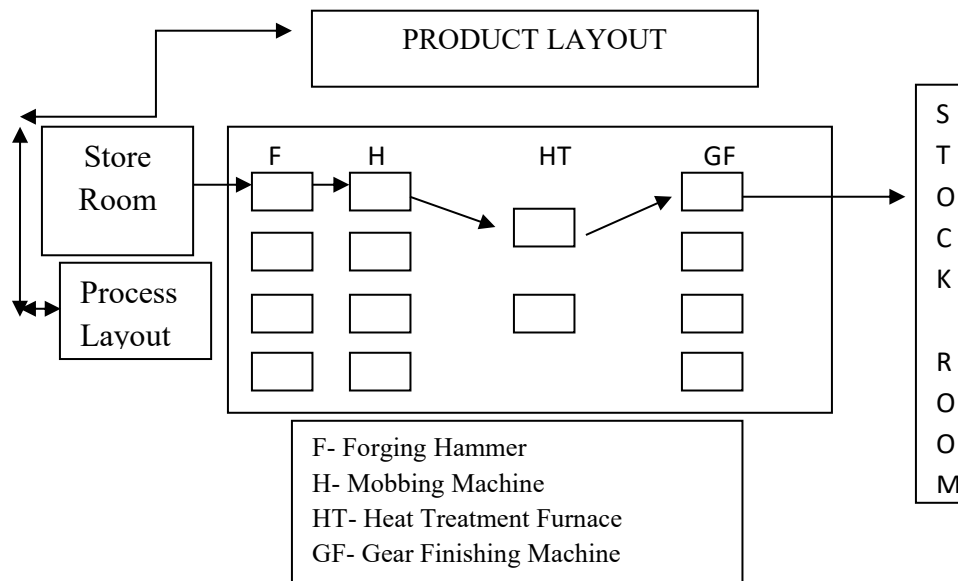 PRODUCT LAYOUT
Store
Room
Process
Layout
F
H
HT
GF
S
T
O
C
K
R
O
O
M
F- Forging Hammer
H- Mobbing Machine
HT- Heat Treatment Furnace
GF- Gear Finishing Machine